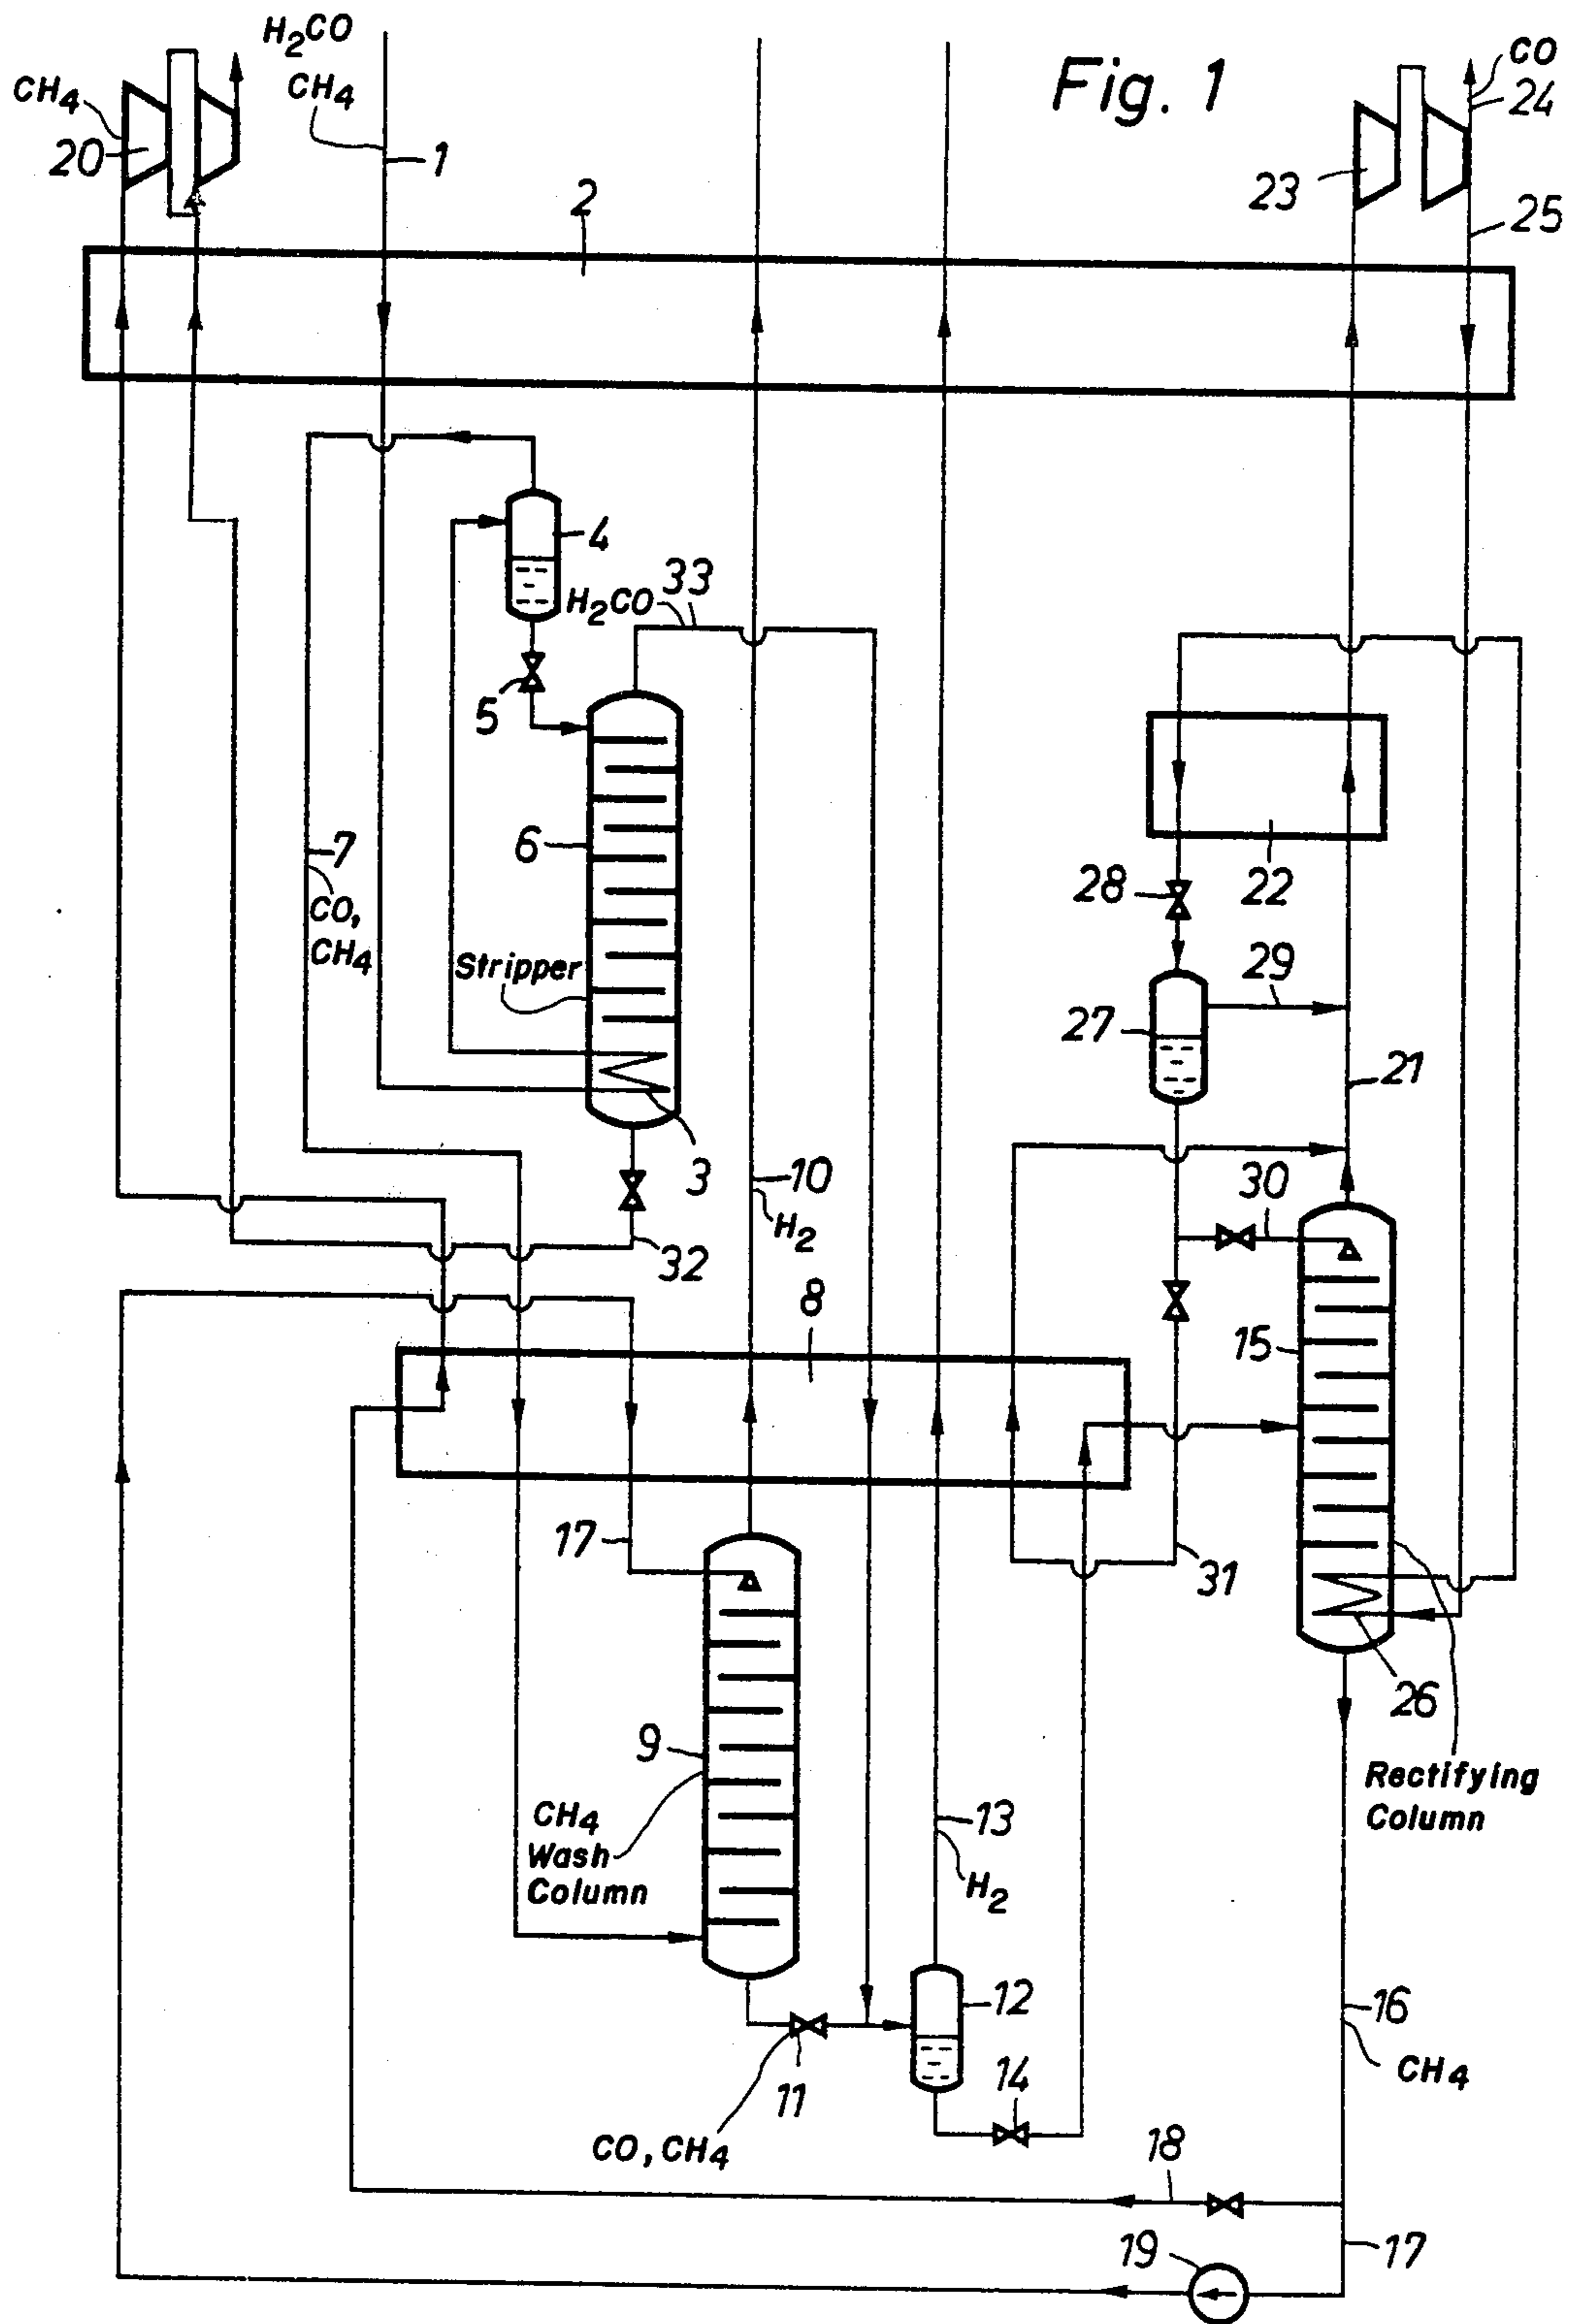 Fig. 1
H₂CO
CH₄
CH₄
20
1
2
CO
24
23
25
4
H₂CO
33
5
6
7
CO,
CH₄
Stripper
3
22
28
29
27
21
10
H₂
30
32
8
15
17
31
9
26
CH₄
Wash
Column
Rectifying
Column
13
H₂
12
16
CH₄
11
14
CO, CH₄
18
17
19